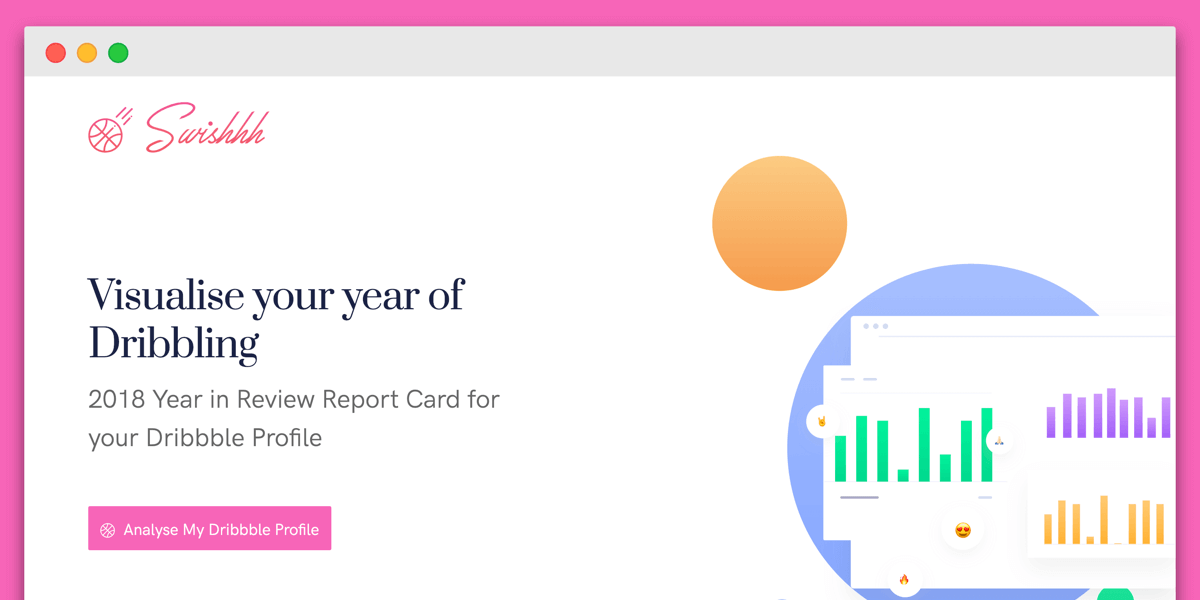 Swishhh
Visualise your year of
Dribbling
2018 Year in Review Report Card for
your Dribbble Profile
Analyse My Dribbble Profile